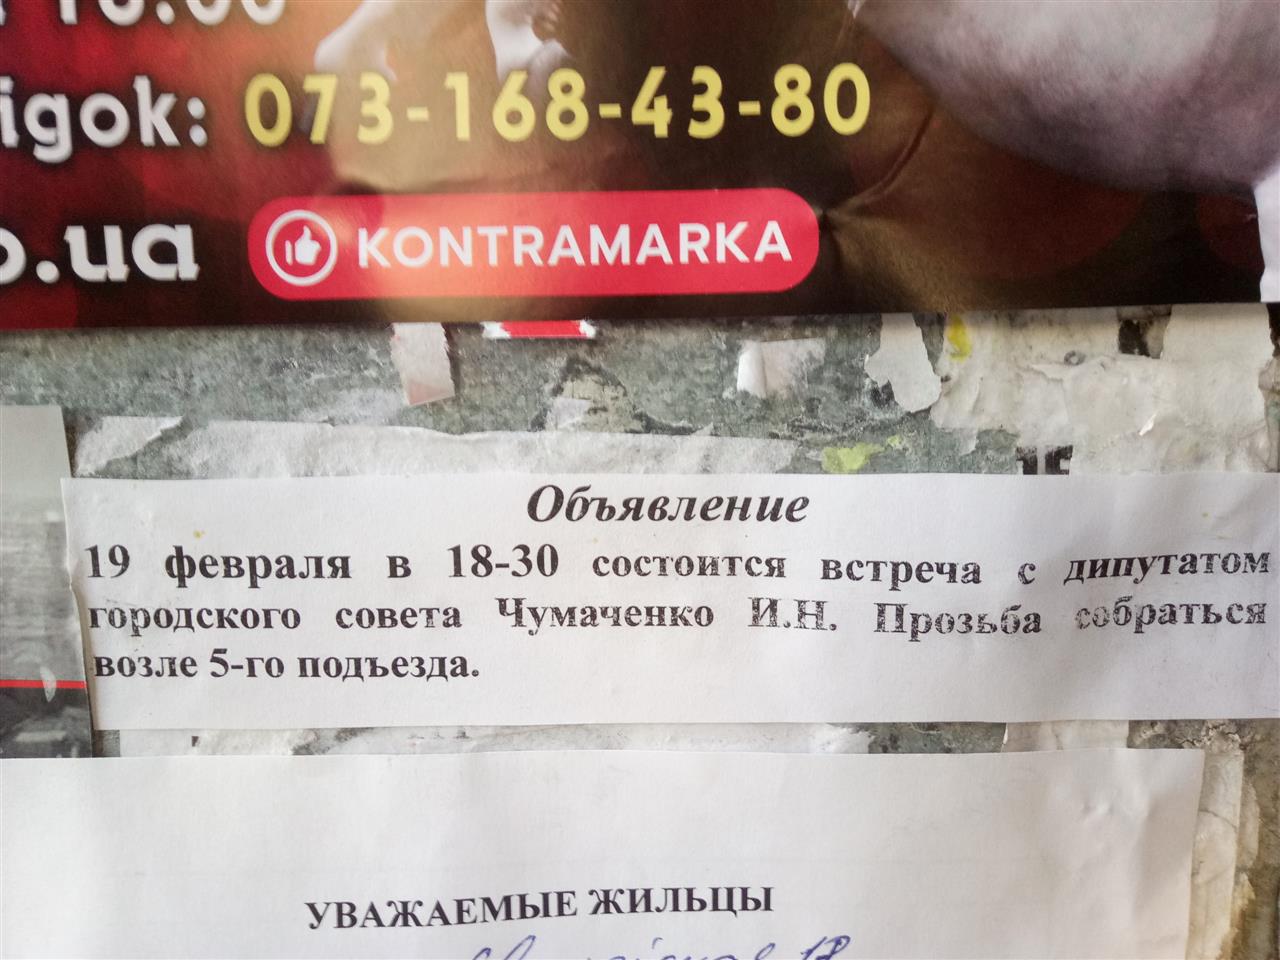 igok: 073-168-43-80
.ua KONTRAMARKA
Объявление
19 февраля в 18-30 состоится встреча с дипутатом
городского совета Чумаченко И.Н. Прозьба собраться
возле 5-го подъезда.
УВАЖАЕМЫЕ ЖИЛЬЦЫ